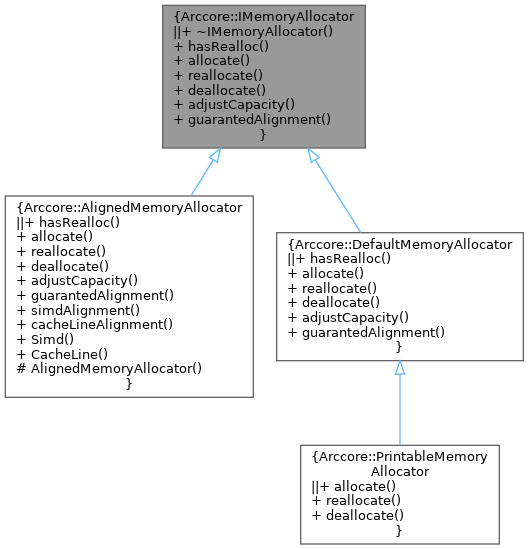 {Arccore::IMemoryAllocator
||+ ~IMemoryAllocator()
+ hasRealloc()
+ allocate()
+ reallocate()
+ deallocate()
+ adjustCapacity()
+ guarantedAlignment()
}
{Arccore::AlignedMemoryAllocator
||+ hasRealloc()
+ allocate()
+ reallocate()
+ deallocate()
+ adjustCapacity()
+ guarantedAlignment()
+ simdAlignment()
+ cacheLineAlignment()
+ Simd()
+ CacheLine()
# AlignedMemoryAllocator()
}
{Arccore::DefaultMemoryAllocator
||+ hasRealloc()
+ allocate()
+ reallocate()
+ deallocate()
+ adjustCapacity()
+ guarantedAlignment()
}
{Arccore::PrintableMemory
Allocator
||+ allocate()
+ reallocate()
+ deallocate()
}